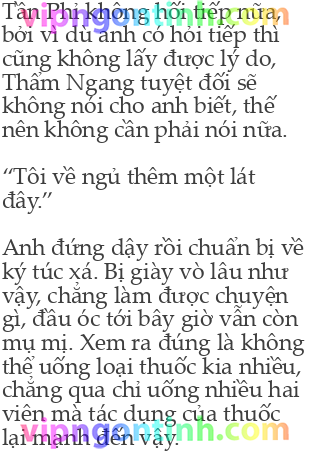 Tần Phỉ không hỏi tiếp nữa,
bởi vì dù anh có hỏi tiếp thì
cũng không lấy được lý do,
Thẩm Ngang tuyệt đối sẽ
không nói cho anh biết, thế
nên không cần phải nói nữa.
“Tôi về ngủ thêm một lát
đây.”
Anh đứng dậy rồi chuẩn bị về
ký túc xá. Bị giày vò lâu như
vậy, chẳng làm được chuyện
gì, đầu óc tới bây giờ vẫn còn
mụ mị. Xem ra đúng là không
thể uống loại thuốc kia nhiều,
chẳng qua chỉ uống nhiều hai
viên mà tác dụng của thuốc
lại mạnh đến vậy.
vipngontinh.com
vipngontinh.com